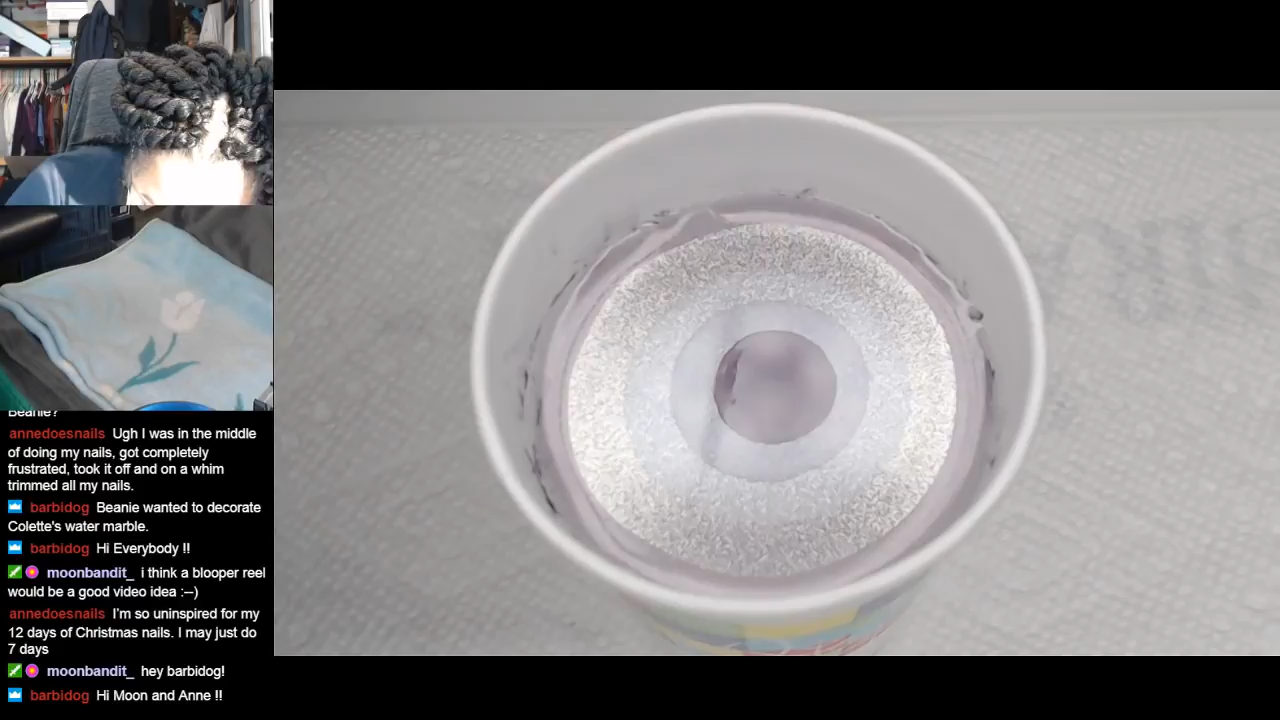 Beanie?
annedoesnails Ugh I was in the middle
of doing my nails, got completely
frustrated, took it off and on a whim
trimmed all my nails.
barbidog Beanie wanted to decorate
Colette's water marble.
barbidog Hi Everybody !!
moonbandit_ i think a blooper reel
would be a good video idea :--)
annedoesnails I'm so uninspired for my
12 days of Christmas nails. I may just do
7 days
moonbandit_ hey barbidog!
barbidog Hi Moon and Anne !!